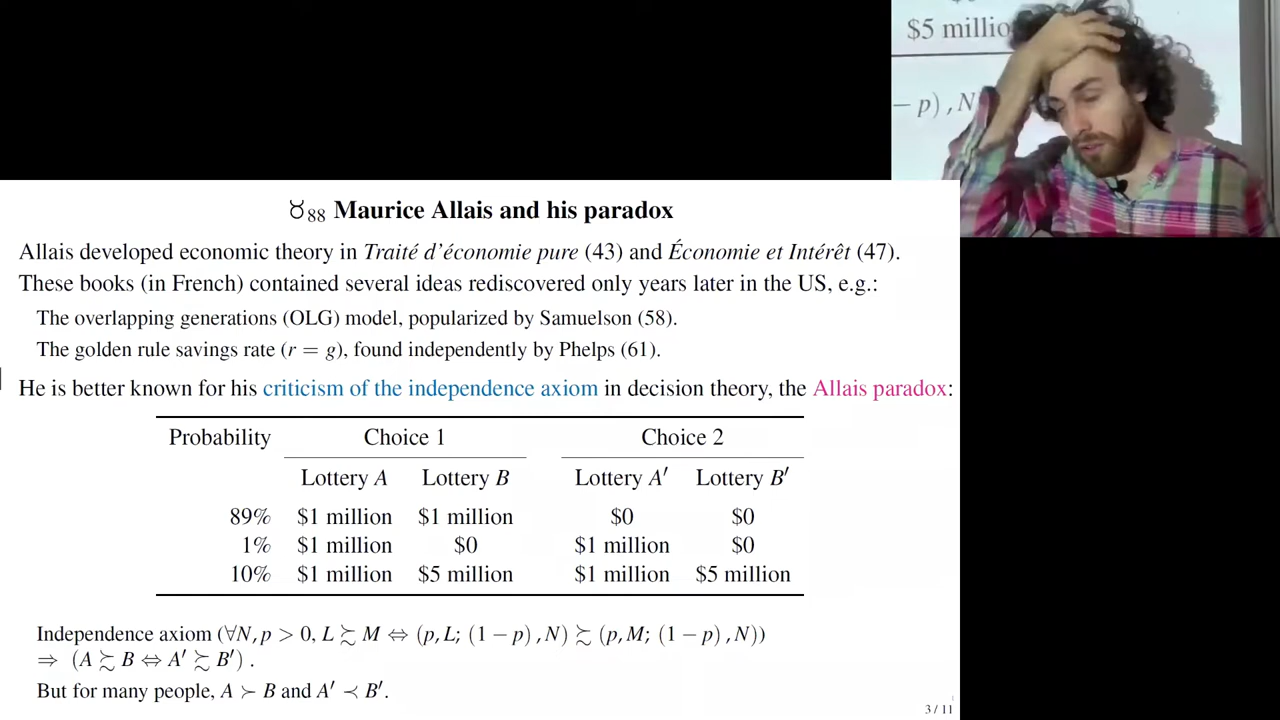 $5 millio
– p), N
♉88 Maurice Allais and his paradox
Allais developed economic theory in Traité d'économie pure (43) and Économie et Intérêt (47).
These books (in French) contained several ideas rediscovered only years later in the US, e.g.:
The overlapping generations (OLG) model, popularized by Samuelson (58).
The golden rule savings rate (r = g), found independently by Phelps (61).
He is better known for his criticism of the independence axiom in decision theory, the Allais paradox:
Probability Choice 1 Choice 2
Lottery A Lottery B Lottery A′ Lottery B′
89% $1 million $1 million $0 $0
1% $1 million $0 $1 million $0
10% $1 million $5 million $1 million $5 million
Independence axiom (∀N, p > 0, L ≿ M ⇔ (p, L; (1 − p), N) ≿ (p, M; (1 − p), N))
⇒ (A ≿ B ⇔ A′ ≿ B′).
But for many people, A ≻ B and A′ ≺ B′.
3 / 11